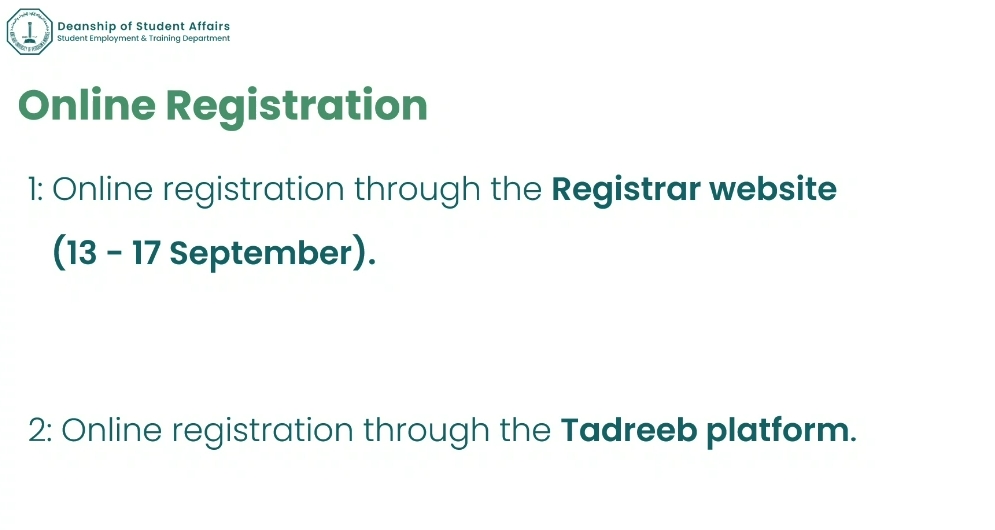 Deanship of Student Affairs
Student Employment & Training Department
Online Registration
1: Online registration through the Registrar website
(13 - 17 September).
2: Online registration through the Tadreeb platform.